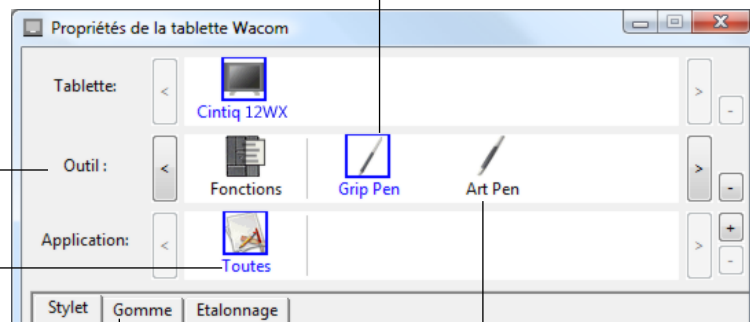 Propriétés de la tablette Wacom
Tablette:
Cintiq 12WX
Outil :
Fonctions Grip Pen Art Pen
Application:
Toutes
Stylet Gomme Etalonnage